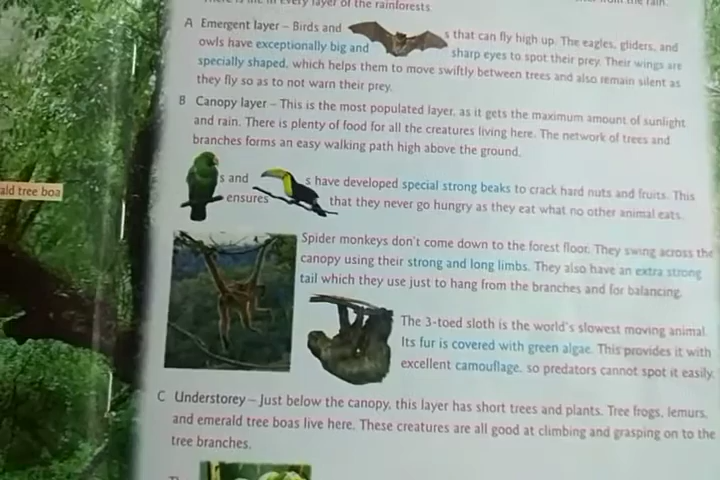 every layer of the rainforests
rain.
A Emergent layer – Birds and s that can fly high up. The eagles, gliders, and
owls have exceptionally big and sharp eyes to spot their prey. Their wings are
specially shaped, which helps them to move swiftly between trees and also remain silent as
they fly so as to not warn their prey.
B Canopy layer – This is the most populated layer, as it gets the maximum amount of sunlight
and rain. There is plenty of food for all the creatures living here. The network of trees and
branches forms an easy walking path high above the ground.
s and s have developed special strong beaks to crack hard nuts and fruits. This
ald tree boa
ensures that they never go hungry as they eat what no other animal eats.
Spider monkeys don't come down to the forest floor. They swing across the
canopy using their strong and long limbs. They also have an extra strong
tail which they use just to hang from the branches and for balancing.
The 3-toed sloth is the world's slowest moving animal.
Its fur is covered with green algae. This provides it with
excellent camouflage, so predators cannot spot it easily.
C Understorey – Just below the canopy, this layer has short trees and plants. Tree frogs, lemurs,
and emerald tree boas live here. These creatures are all good at climbing and grasping on to the
tree branches.